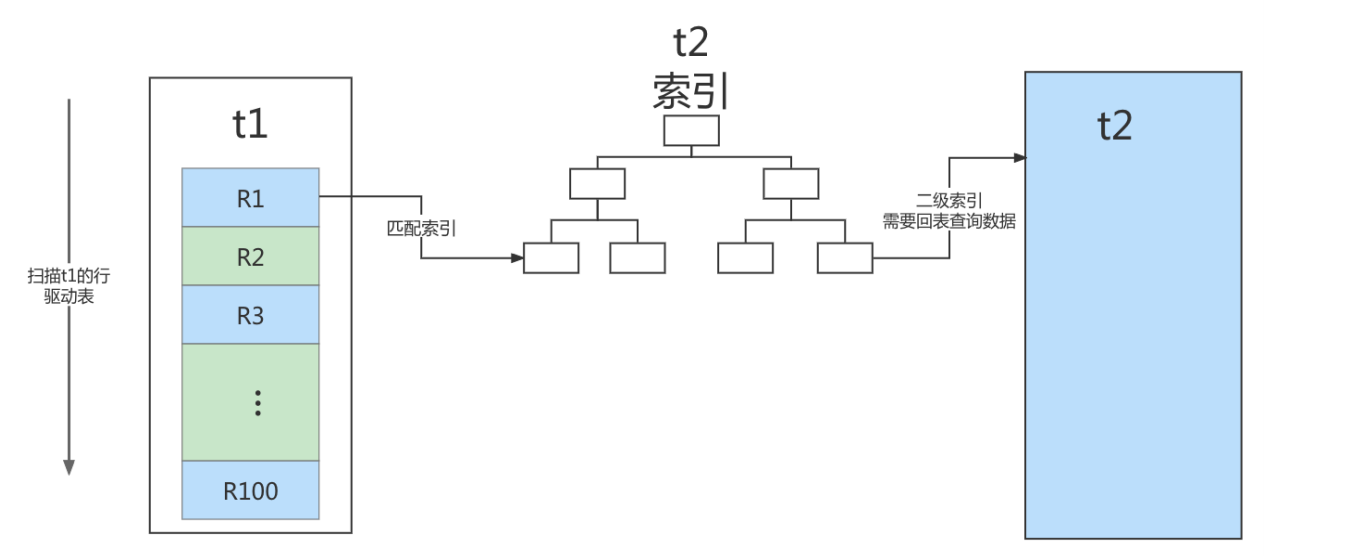 扫描t1的行
驱动表
t1
R1
R2
R3
⋮
R100
匹配索引
t2
索引
二级索引
需要回表查询数据
t2